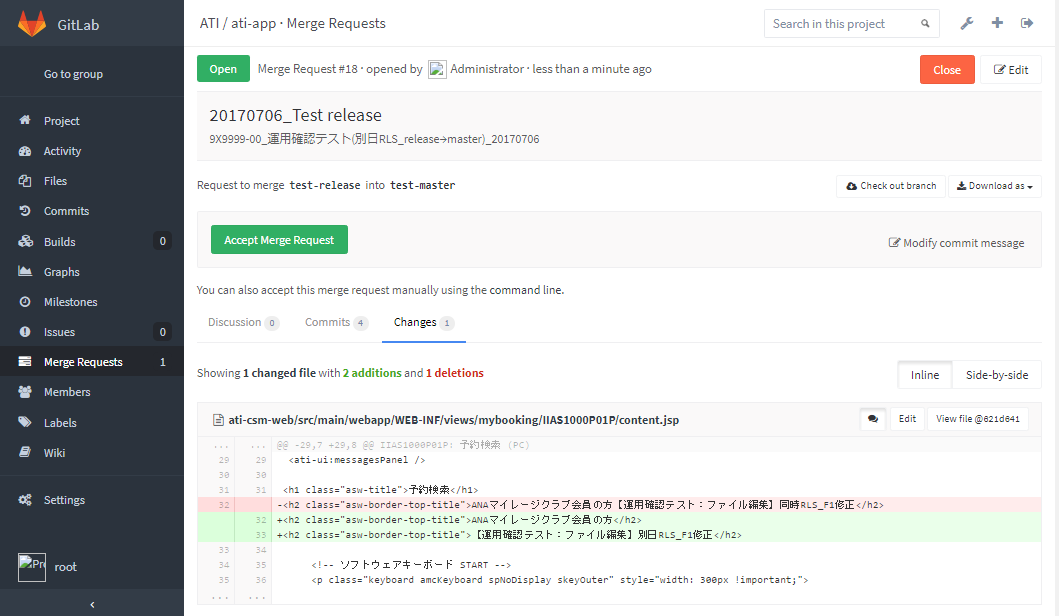 GitLab
ATI / ati-app · Merge Requests
Search in this project
Go to group
Project
Activity
Files
Commits
Builds 0
Graphs
Milestones
Issues 0
Merge Requests 1
Members
Labels
Wiki
Settings
root
Open Merge Request #18 · opened by Administrator · less than a minute ago
Close Edit
20170706_Test release
9X9999-00_運用確認テスト(別日RLS_release→master)_20170706
Request to merge test-release into test-master
Check out branch Download as
Accept Merge Request
Modify commit message
You can also accept this merge request manually using the command line.
Discussion 0 Commits 4 Changes 1
Showing 1 changed file with 2 additions and 1 deletions
Inline Side-by-side
ati-csm-web/src/main/webapp/WEB-INF/views/mybooking/IIAS1000P01P/content.jsp
Edit View file @621d641
... ... @@ -29,7 +29,8 @@ IIAS1000P01P: 予約検索 (PC)
29 29 <ati-ui:messagesPanel />
30 30
31 31 <h1 class="asw-title">予約検索</h1>
32 -<h2 class="asw-border-top-title">ANAマイレージクラブ会員の方【運用確認テスト：ファイル編集】同時RLS_F1修正</h2>
32 +<h2 class="asw-border-top-title">ANAマイレージクラブ会員の方</h2>
33 +<h2 class="asw-border-top-title">【運用確認テスト：ファイル編集】別日RLS_F1修正</h2>
33 34
34 35 <!-- ソフトウェアキーボード START -->
35 36 <p class="keyboard amcKeyboard spNoDisplay skeyOuter" style="width: 300px !important;">
... ...